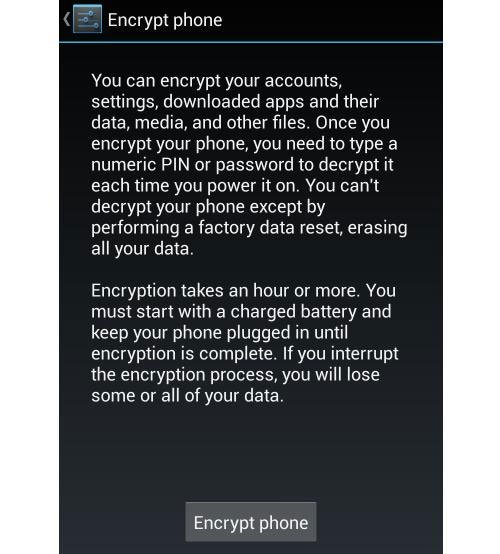 Encrypt phone
You can encrypt your accounts,
settings, downloaded apps and their
data, media, and other files. Once you
encrypt your phone, you need to type a
numeric PIN or password to decrypt it
each time you power it on. You can't
decrypt your phone except by
performing a factory data reset, erasing
all your data.
Encryption takes an hour or more. You
must start with a charged battery and
keep your phone plugged in until
encryption is complete. If you interrupt
the encryption process, you will lose
some or all of your data.
Encrypt phone